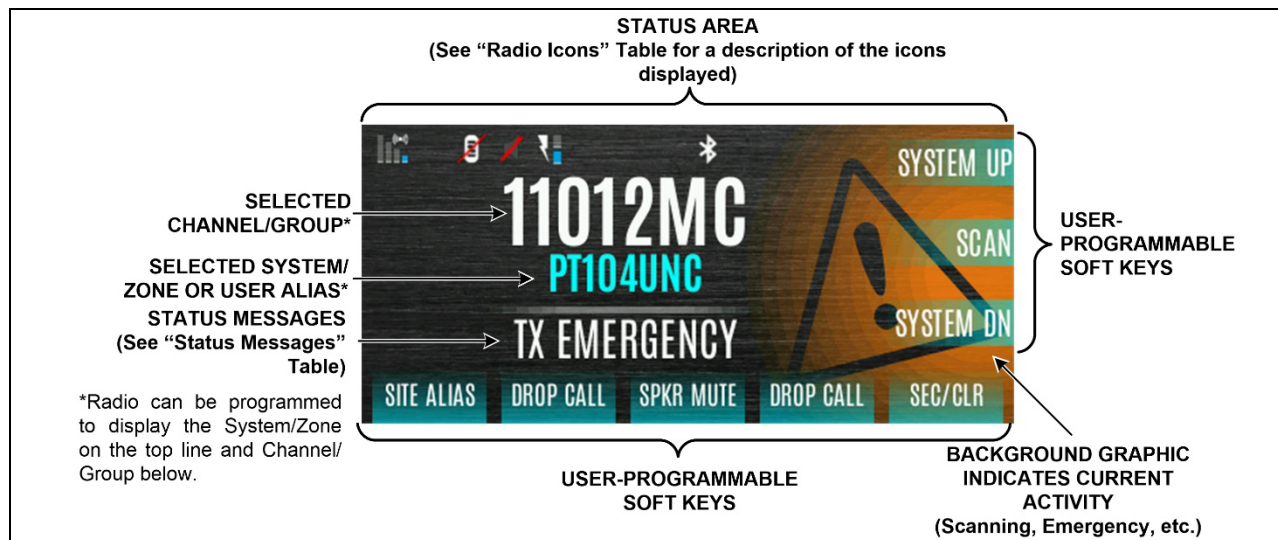 STATUS AREA
(See “Radio Icons” Table for a description of the icons
displayed)
SELECTED
CHANNEL/GROUP*
SELECTED SYSTEM/
ZONE OR USER ALIAS*
STATUS MESSAGES
(See “Status Messages”
Table)
*Radio can be programmed
to display the System/Zone
on the top line and Channel/
Group below.
11012MC
PT104UNC
TX EMERGENCY
SYSTEM UP
SCAN
SYSTEM DN
SITE ALIAS DROP CALL SPKR MUTE DROP CALL SEC/CLR
USER-
PROGRAMMABLE
SOFT KEYS
USER-PROGRAMMABLE
SOFT KEYS
BACKGROUND GRAPHIC
INDICATES CURRENT
ACTIVITY
(Scanning, Emergency, etc.)